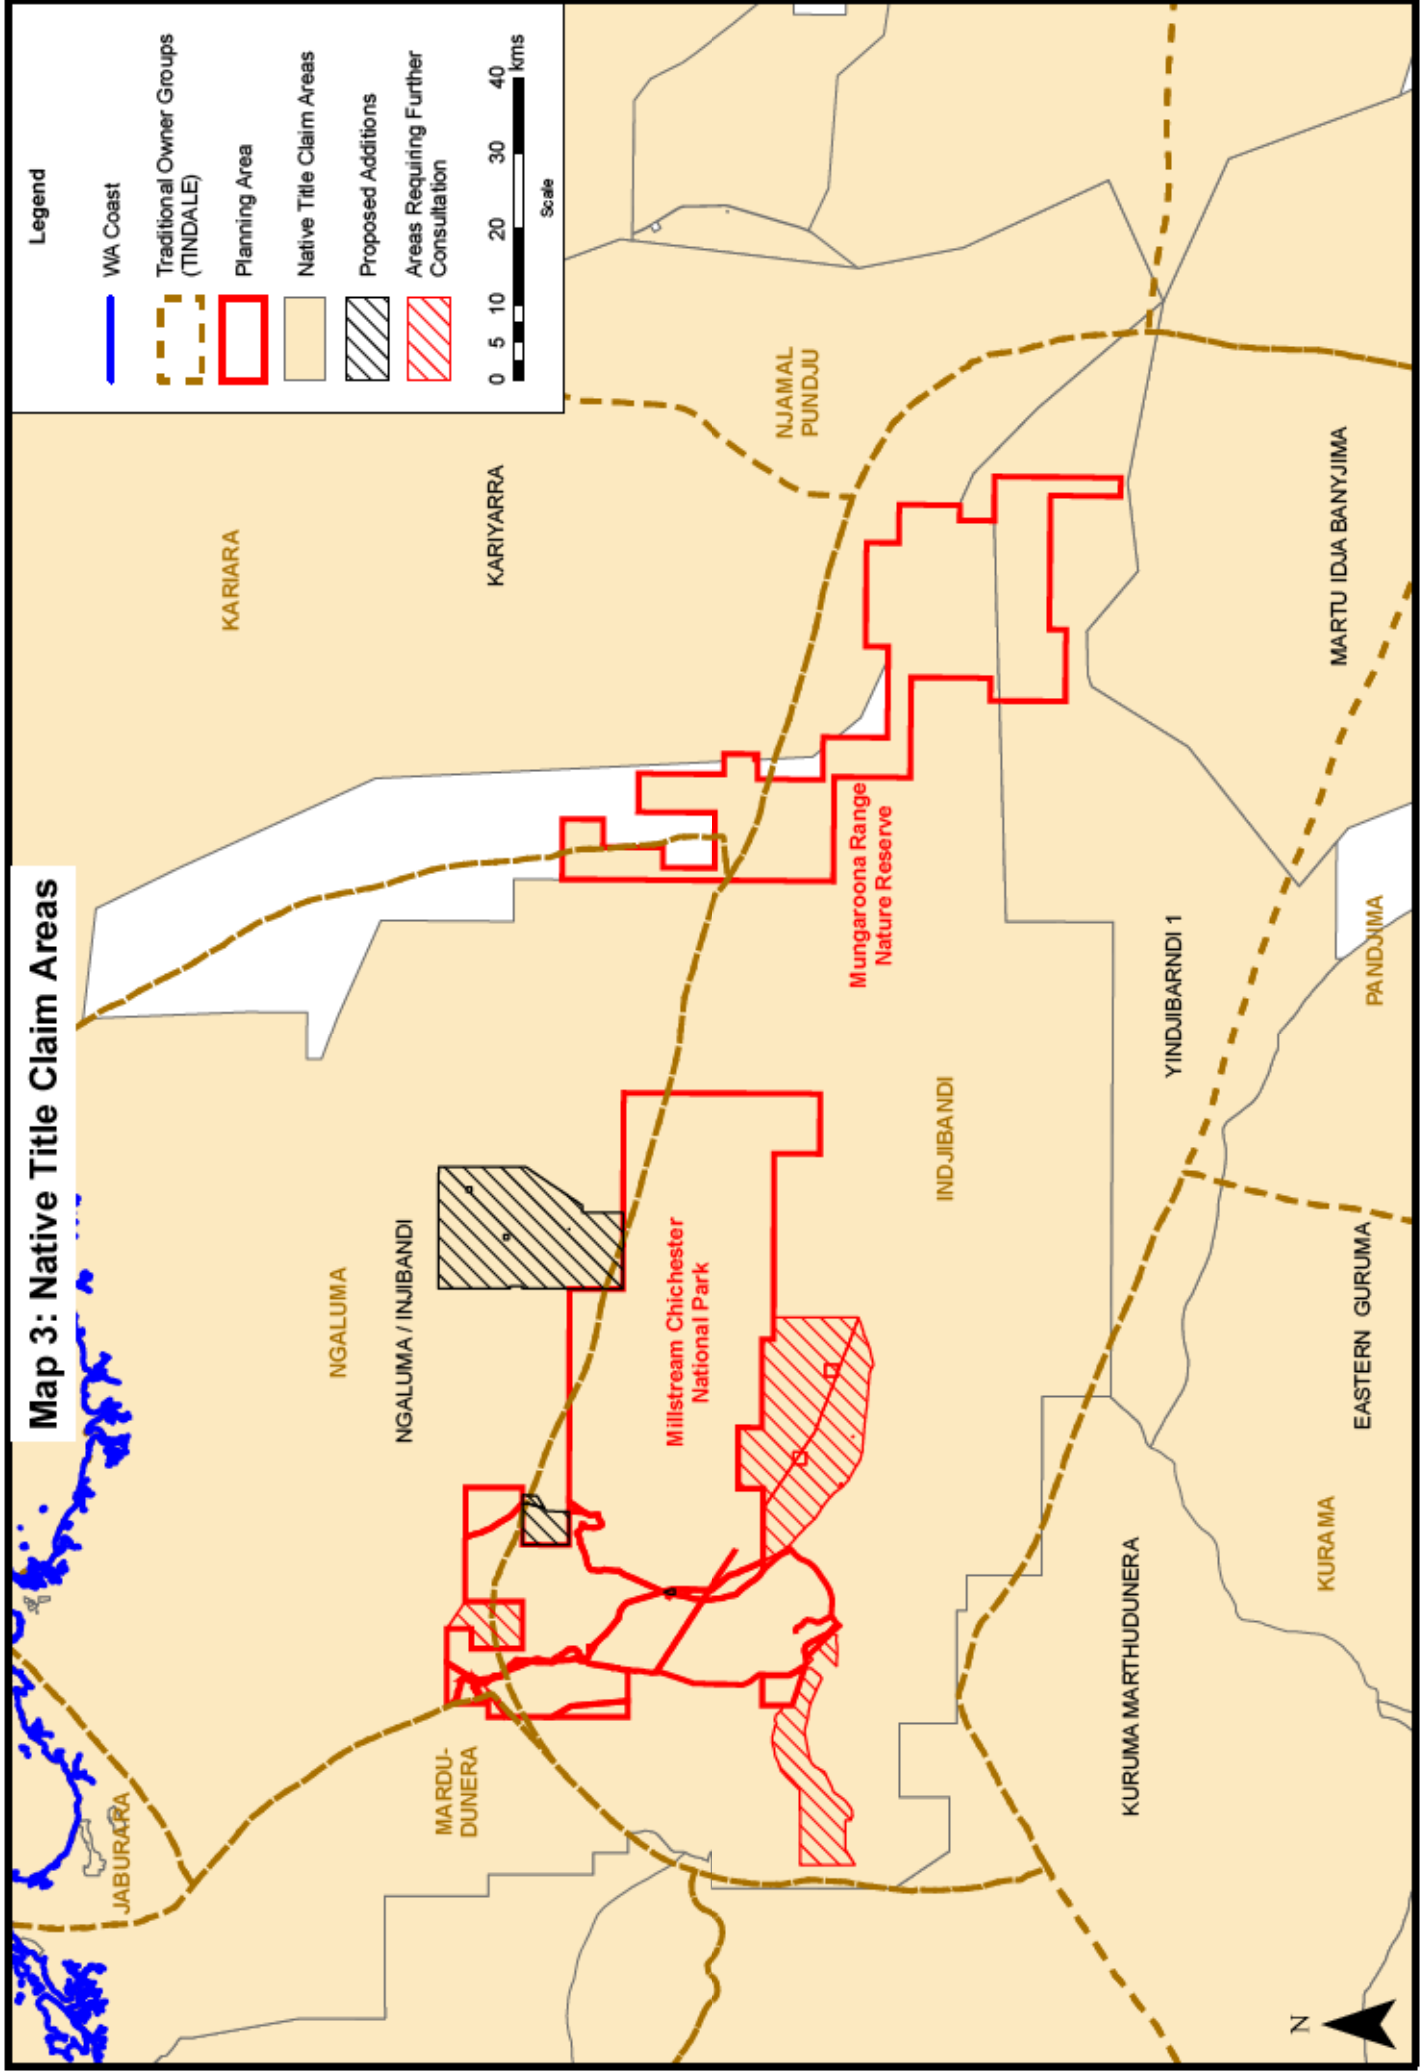 Map 3: Native Title Claim Areas
Legend
WA Coast
Traditional Owner Groups
(TINDALE)
Planning Area
Native Title Claim Areas
Proposed Additions
Areas Requiring Further
Consultation
0 5 10 20 30 40
kms
Scale
JABURARA
NGALUMA
KARIARA
NGALUMA / INJIBANDI
KARIYARRA
MARDU-
DUNERA
NJAMAL
PUNDJU
Millstream Chichester
National Park
Mungaroona Range
Nature Reserve
INDJIBANDI
KURUMA MARTHUDUNERA
YINDJIBARNDI 1
KURAMA
EASTERN GURUMA
PANDJIMA
MARTU IDJA BANYJIMA
N